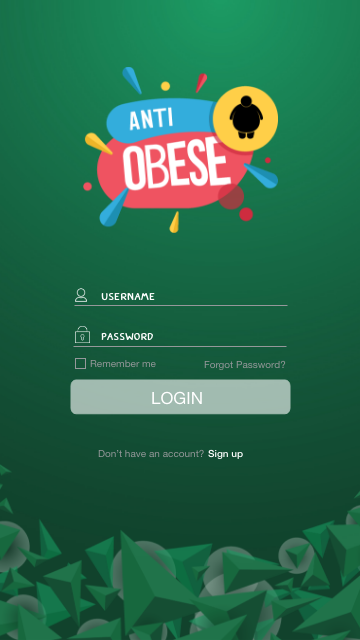 ANTI
OBESE
USERNAME
PASSWORD
Remember me Forgot Password?
LOGIN
Don't have an account? Sign up